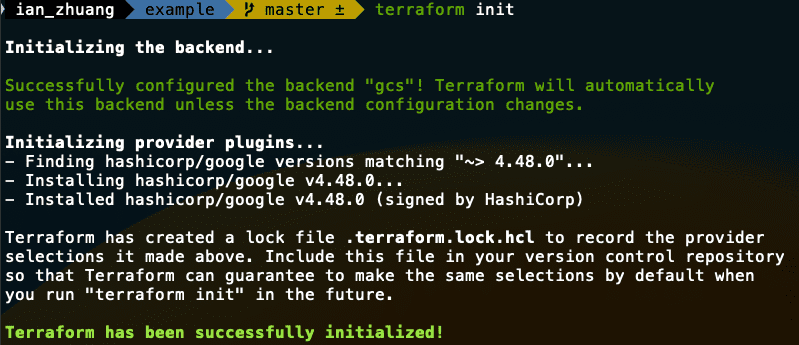 ian_zhuang example master ± terraform init
Initializing the backend...
Successfully configured the backend "gcs"! Terraform will automatically
use this backend unless the backend configuration changes.
Initializing provider plugins...
- Finding hashicorp/google versions matching "~> 4.48.0"...
- Installing hashicorp/google v4.48.0...
- Installed hashicorp/google v4.48.0 (signed by HashiCorp)
Terraform has created a lock file .terraform.lock.hcl to record the provider
selections it made above. Include this file in your version control repository
so that Terraform can guarantee to make the same selections by default when
you run "terraform init" in the future.
Terraform has been successfully initialized!